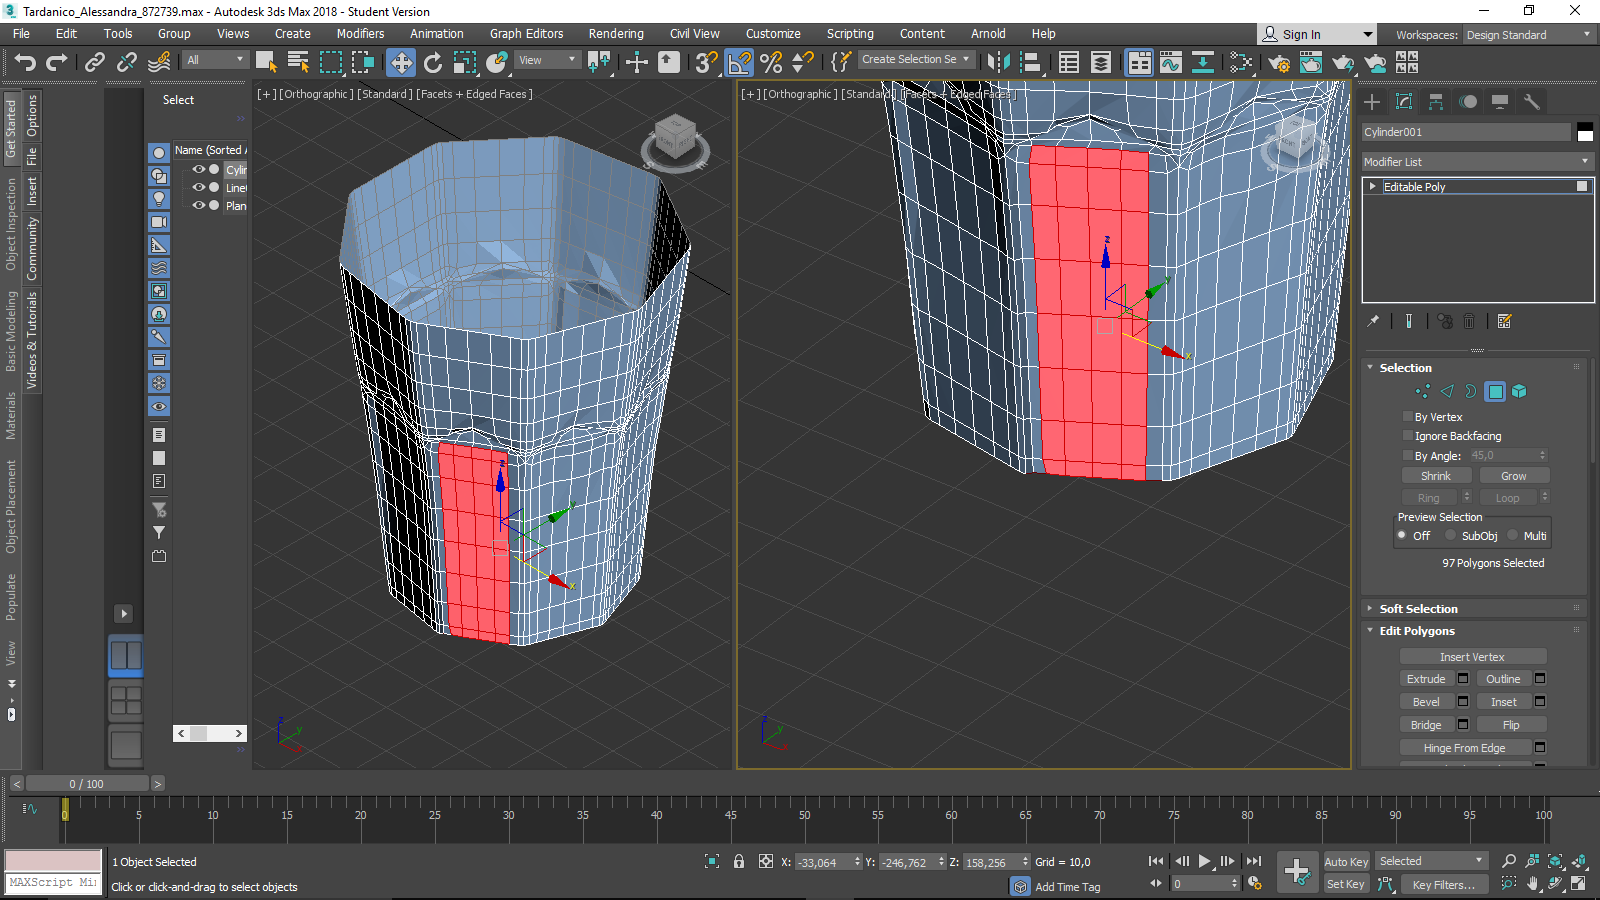 Tardanico_Alessandra_872739.max - Autodesk 3ds Max 2018 - Student Version
File Edit Tools Group Views Create Modifiers Animation Graph Editors Rendering Civil View Customize Scripting Content Arnold Help
Sign In
Workspaces: Design Standard
All
View
Create Selection Se
Get Started
Object Inspection
Basic Modeling
Materials
Object Placement
Populate
View
Options
File
Insert
Community
Videos & Tutorials
Select
Name (Sorted A
Cylin
Line
Plan
[+] [Orthographic] [Standard] [Facets + Edged Faces]
[+] [Orthographic] [Standard] [Facets + Edged Faces]
z
y
x
z
y
x
z
y
x
z
y
x
Cylinder001
Modifier List
Editable Poly
Selection
By Vertex
Ignore Backfacing
By Angle: 45,0
Shrink Grow
Ring Loop
Preview Selection
Off SubObj Multi
97 Polygons Selected
Soft Selection
Edit Polygons
Insert Vertex
Extrude Outline
Bevel Inset
Bridge Flip
Hinge From Edge
< 0 / 100 >
0 5 10 15 20 25 30 35 40 45 50 55 60 65 70 75 80 85 90 95 100
1 Object Selected
X: -33,064 Y: -246,762 Z: 158,256 Grid = 10,0
Auto Key Selected
MAXScript Mi
Click or click-and-drag to select objects
Add Time Tag
0
Set Key Key Filters...